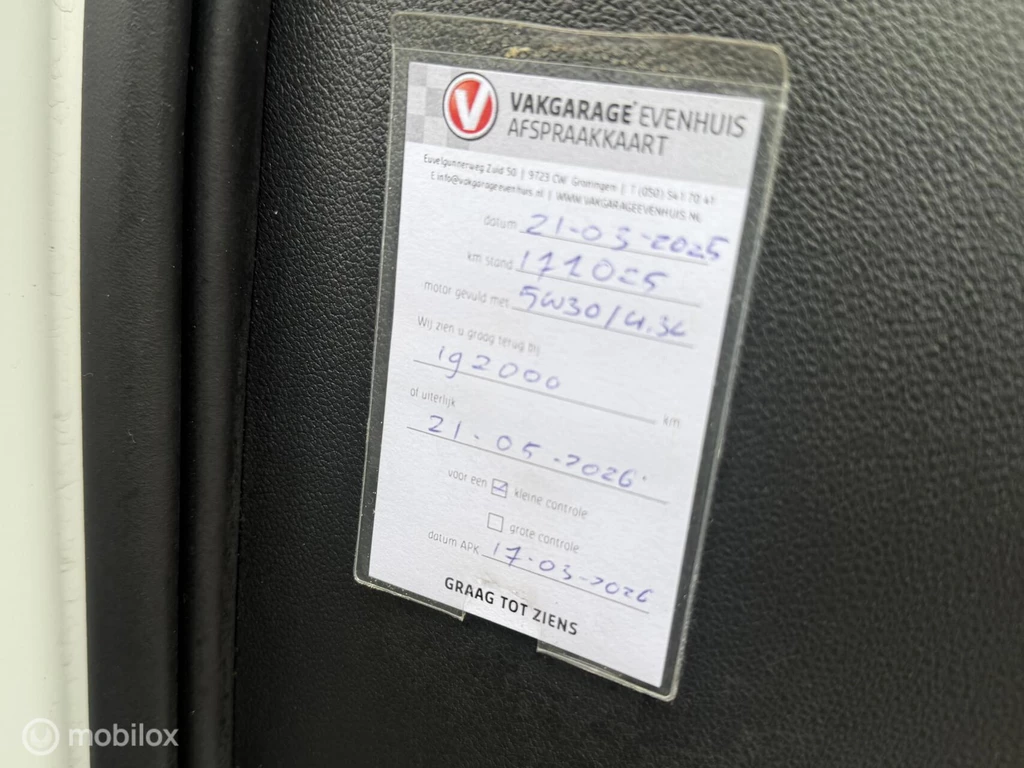 V VAKGARAGE® EVENHUIS
AFSPRAAKKAART
Euvelgunnerweg Zuid 50 | 9723 CW Groningen | T (050) 541 70 41
E info@vakgarageevenhuis.nl | WWW.VAKGARAGEEVENHUIS.NL
datum 21-03-2025
km stand 171025
motor gevuld met 5W30/4.3L
Wij zien u graag terug bij
192000 km
of uiterlijk
21-05-2026
voor een kleine controle
grote controle
datum APK 17-03-2026
GRAAG TOT ZIENS
mobilox